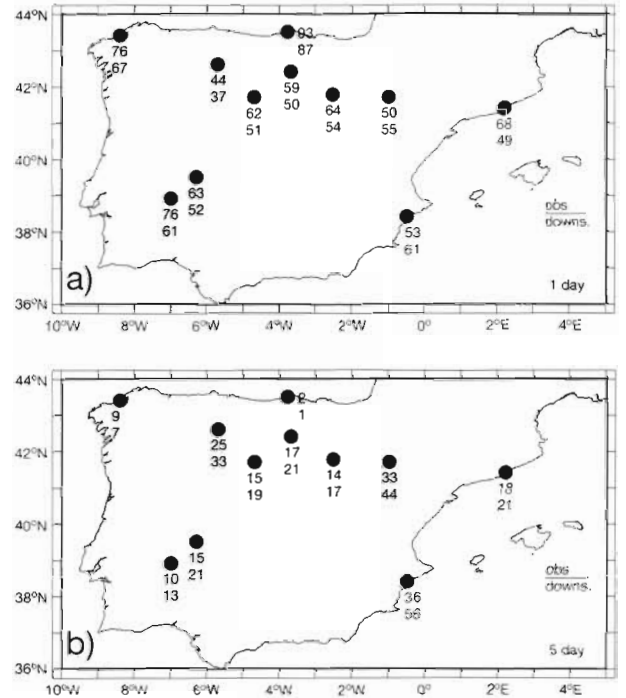 44°N
93
76
87
67
42°N
44
59
37
50
62
64
50
51
54
55
68
49
40°N
63
obs
52
downs.
76
61
53
61
38°N
a)
1 day
36°N
10°W
8°W
6°W
4°W
2°W
0°
2°E
4°E
44°N
2
9
1
7
42°N
25
17
33
21
15
14
33
19
17
44
18
21
40°N
15
obs
21
downs.
10
13
36
56
38°N
b)
5 day
36°N
10°W
8°W
6°W
4°W
2°W
0°
2°E
4°E